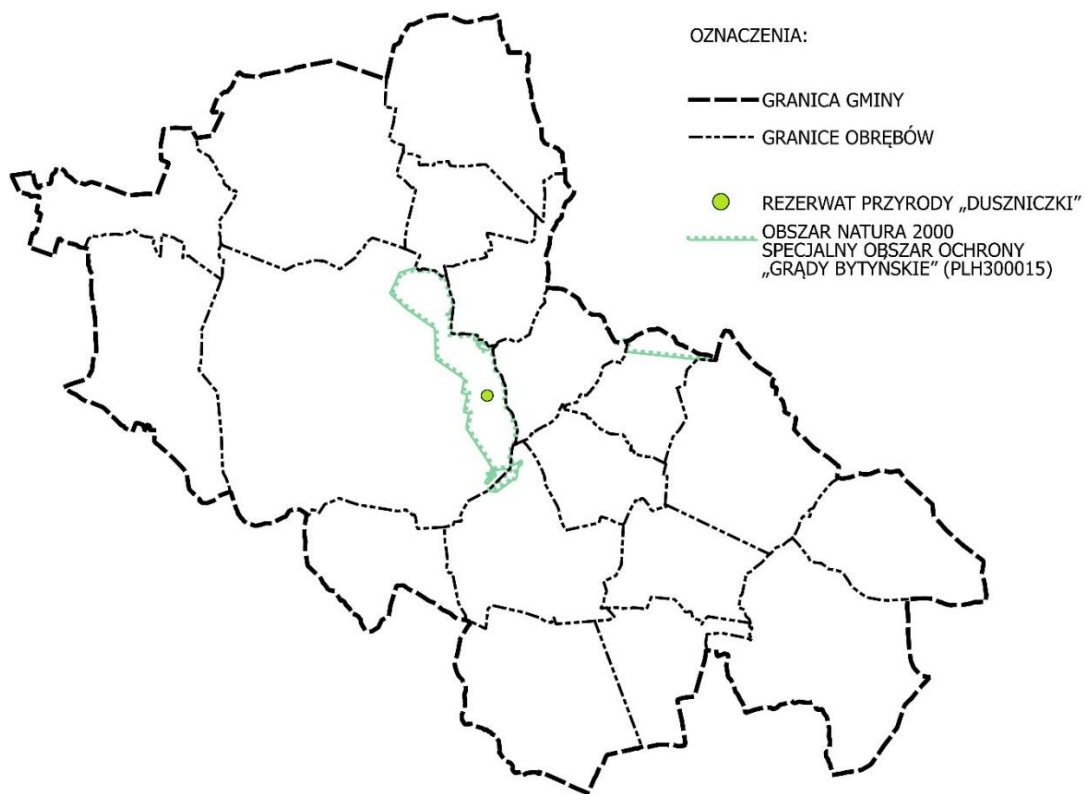 OZNACZENIA:
GRANICA GMINY
GRANICE OBRĘBÓW
REZERWAT PRZYRODY „DUSZNICZKI”
OBSZAR NATURA 2000
SPECJALNY OBSZAR OCHRONY
„GRĄDY BYTYŃSKIE” (PLH300015)